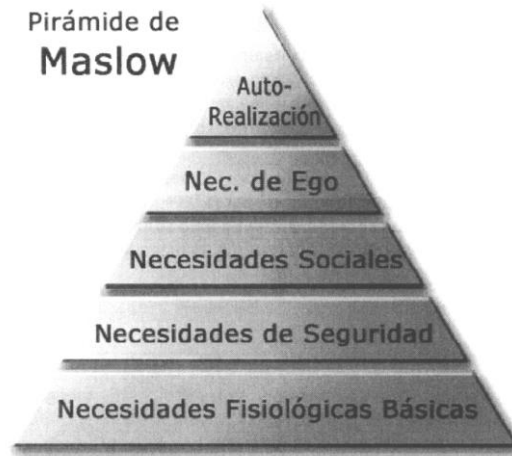 Pirámide de
Maslow
Auto-
Realización
Nec. de Ego
Necesidades Sociales
Necesidades de Seguridad
Necesidades Fisiológicas Básicas